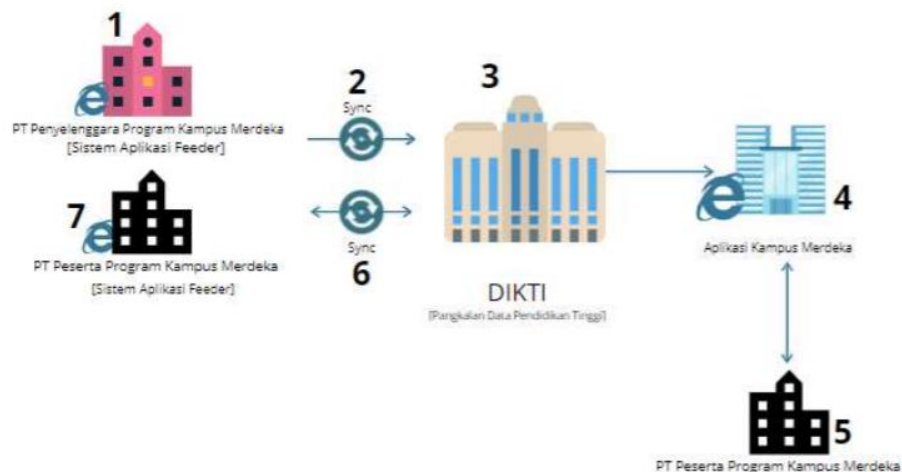 1
PT Penyelenggara Program Kampus Merdeka
[Sistem Aplikasi Feeder]
2
Sync
3
DIKTI
[Pangkalan Data Pendidikan Tinggi]
4
Aplikasi Kampus Merdeka
7
PT Peserta Program Kampus Merdeka
[Sistem Aplikasi Feeder]
Sync
6
5
PT Peserta Program Kampus Merdeka